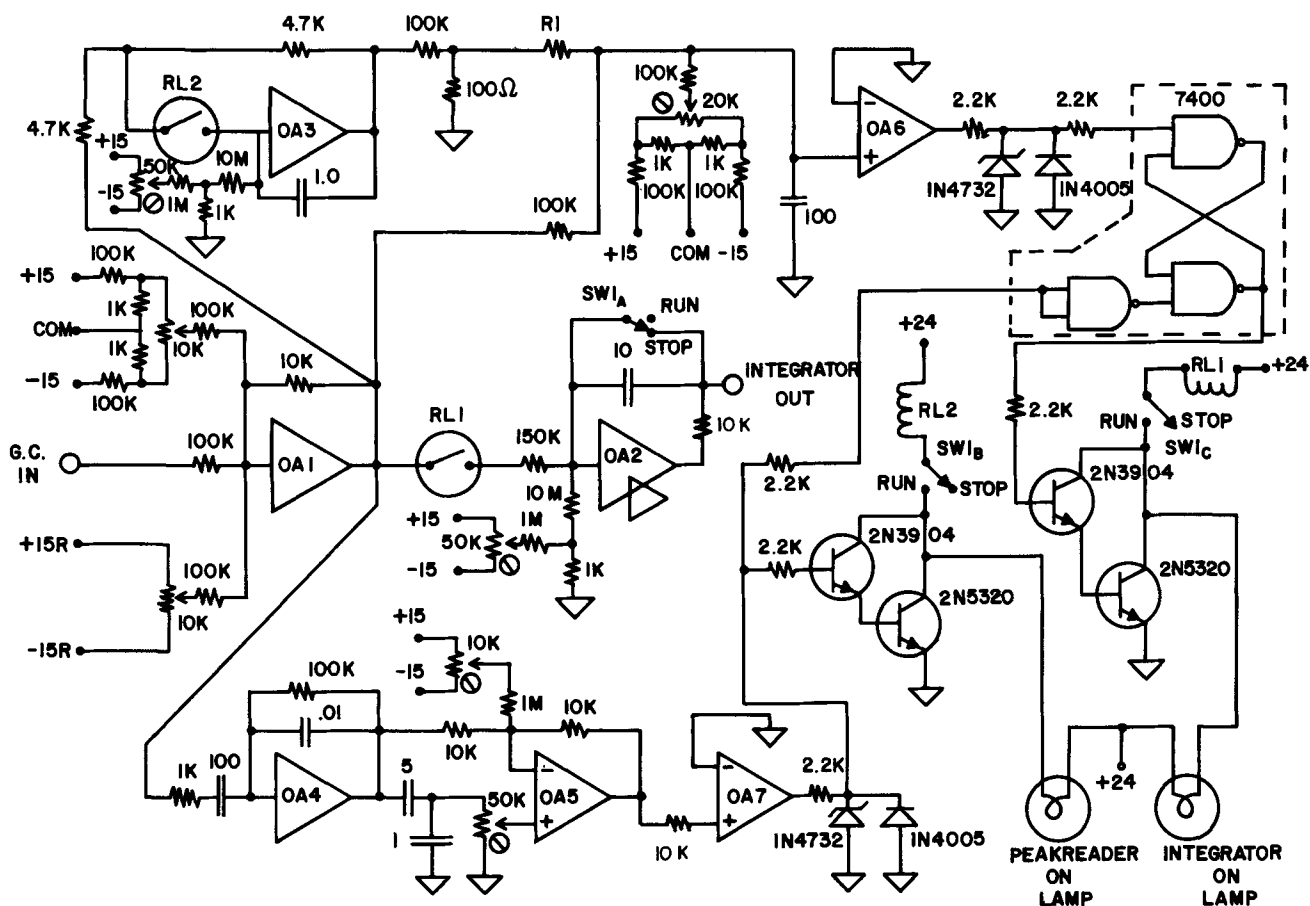 4.7K
100K
R1
RL2
100Ω
100K
20K
2.2K
2.2K
7400
4.7K
OA3
OA6
+15
50K
10M
1.0
-15
1M
1K
1K
1K
100K
100K
1N4732
1N4005
100K
100
+15
COM
-15
+15
100K
1K
100K
COM
10K
1K
-15
100K
10K
SW1A
RUN
STOP
10
INTEGRATOR
OUT
+24
RL2
RL1
+24
RUN
STOP
2.2K
SW1C
G.C.
IN
100K
OA1
RL1
150K
OA2
10K
2.2K
SW1B
RUN
STOP
2N3904
10M
+15
1M
50K
-15
1K
2.2K
2N3904
2N5320
2N5320
+15R
100K
10K
-15R
+15
10K
-15
100K
.01
1M
10K
10K
1K
100
OA4
5
1
50K
OA5
10K
OA7
2.2K
1N4732
1N4005
+24
PEAKREADER
ON
LAMP
INTEGRATOR
ON
LAMP
-
+
-
+
-
+